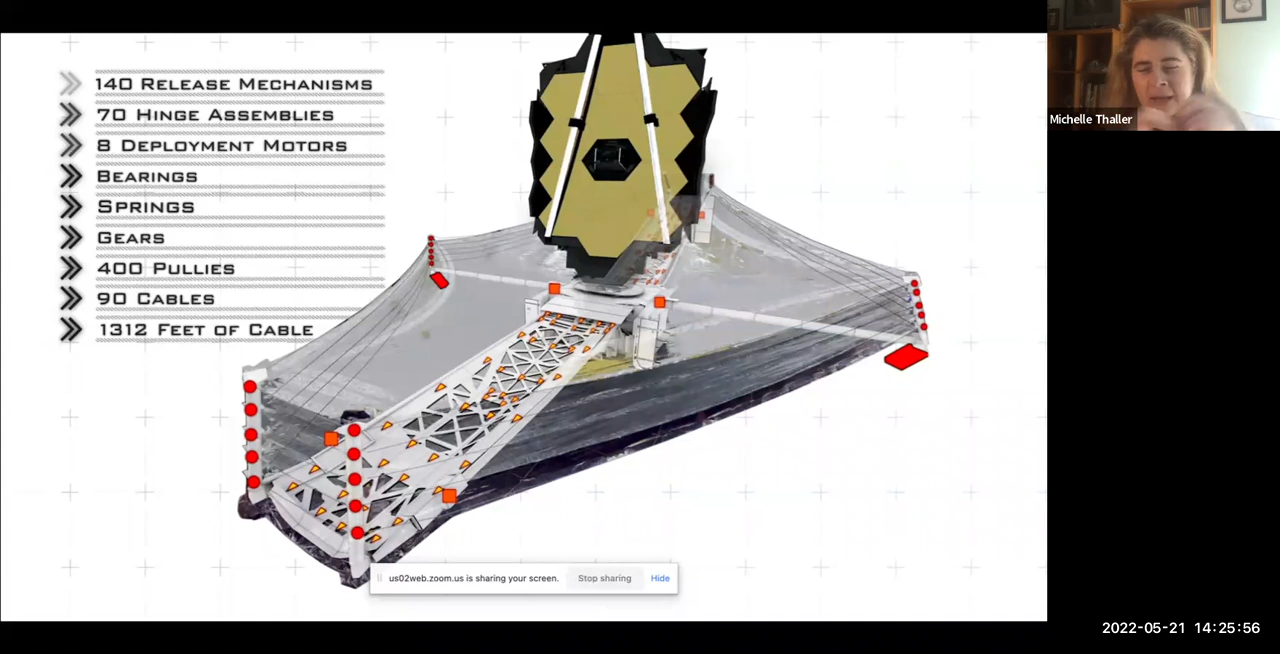 140 Release Mechanisms
70 Hinge Assemblies
8 Deployment Motors
Bearings
Springs
Gears
400 Pullies
90 Cables
1312 Feet of Cable
Michelle Thaller
us02web.zoom.us is sharing your screen. Stop sharing Hide
2022-05-21 14:25:56